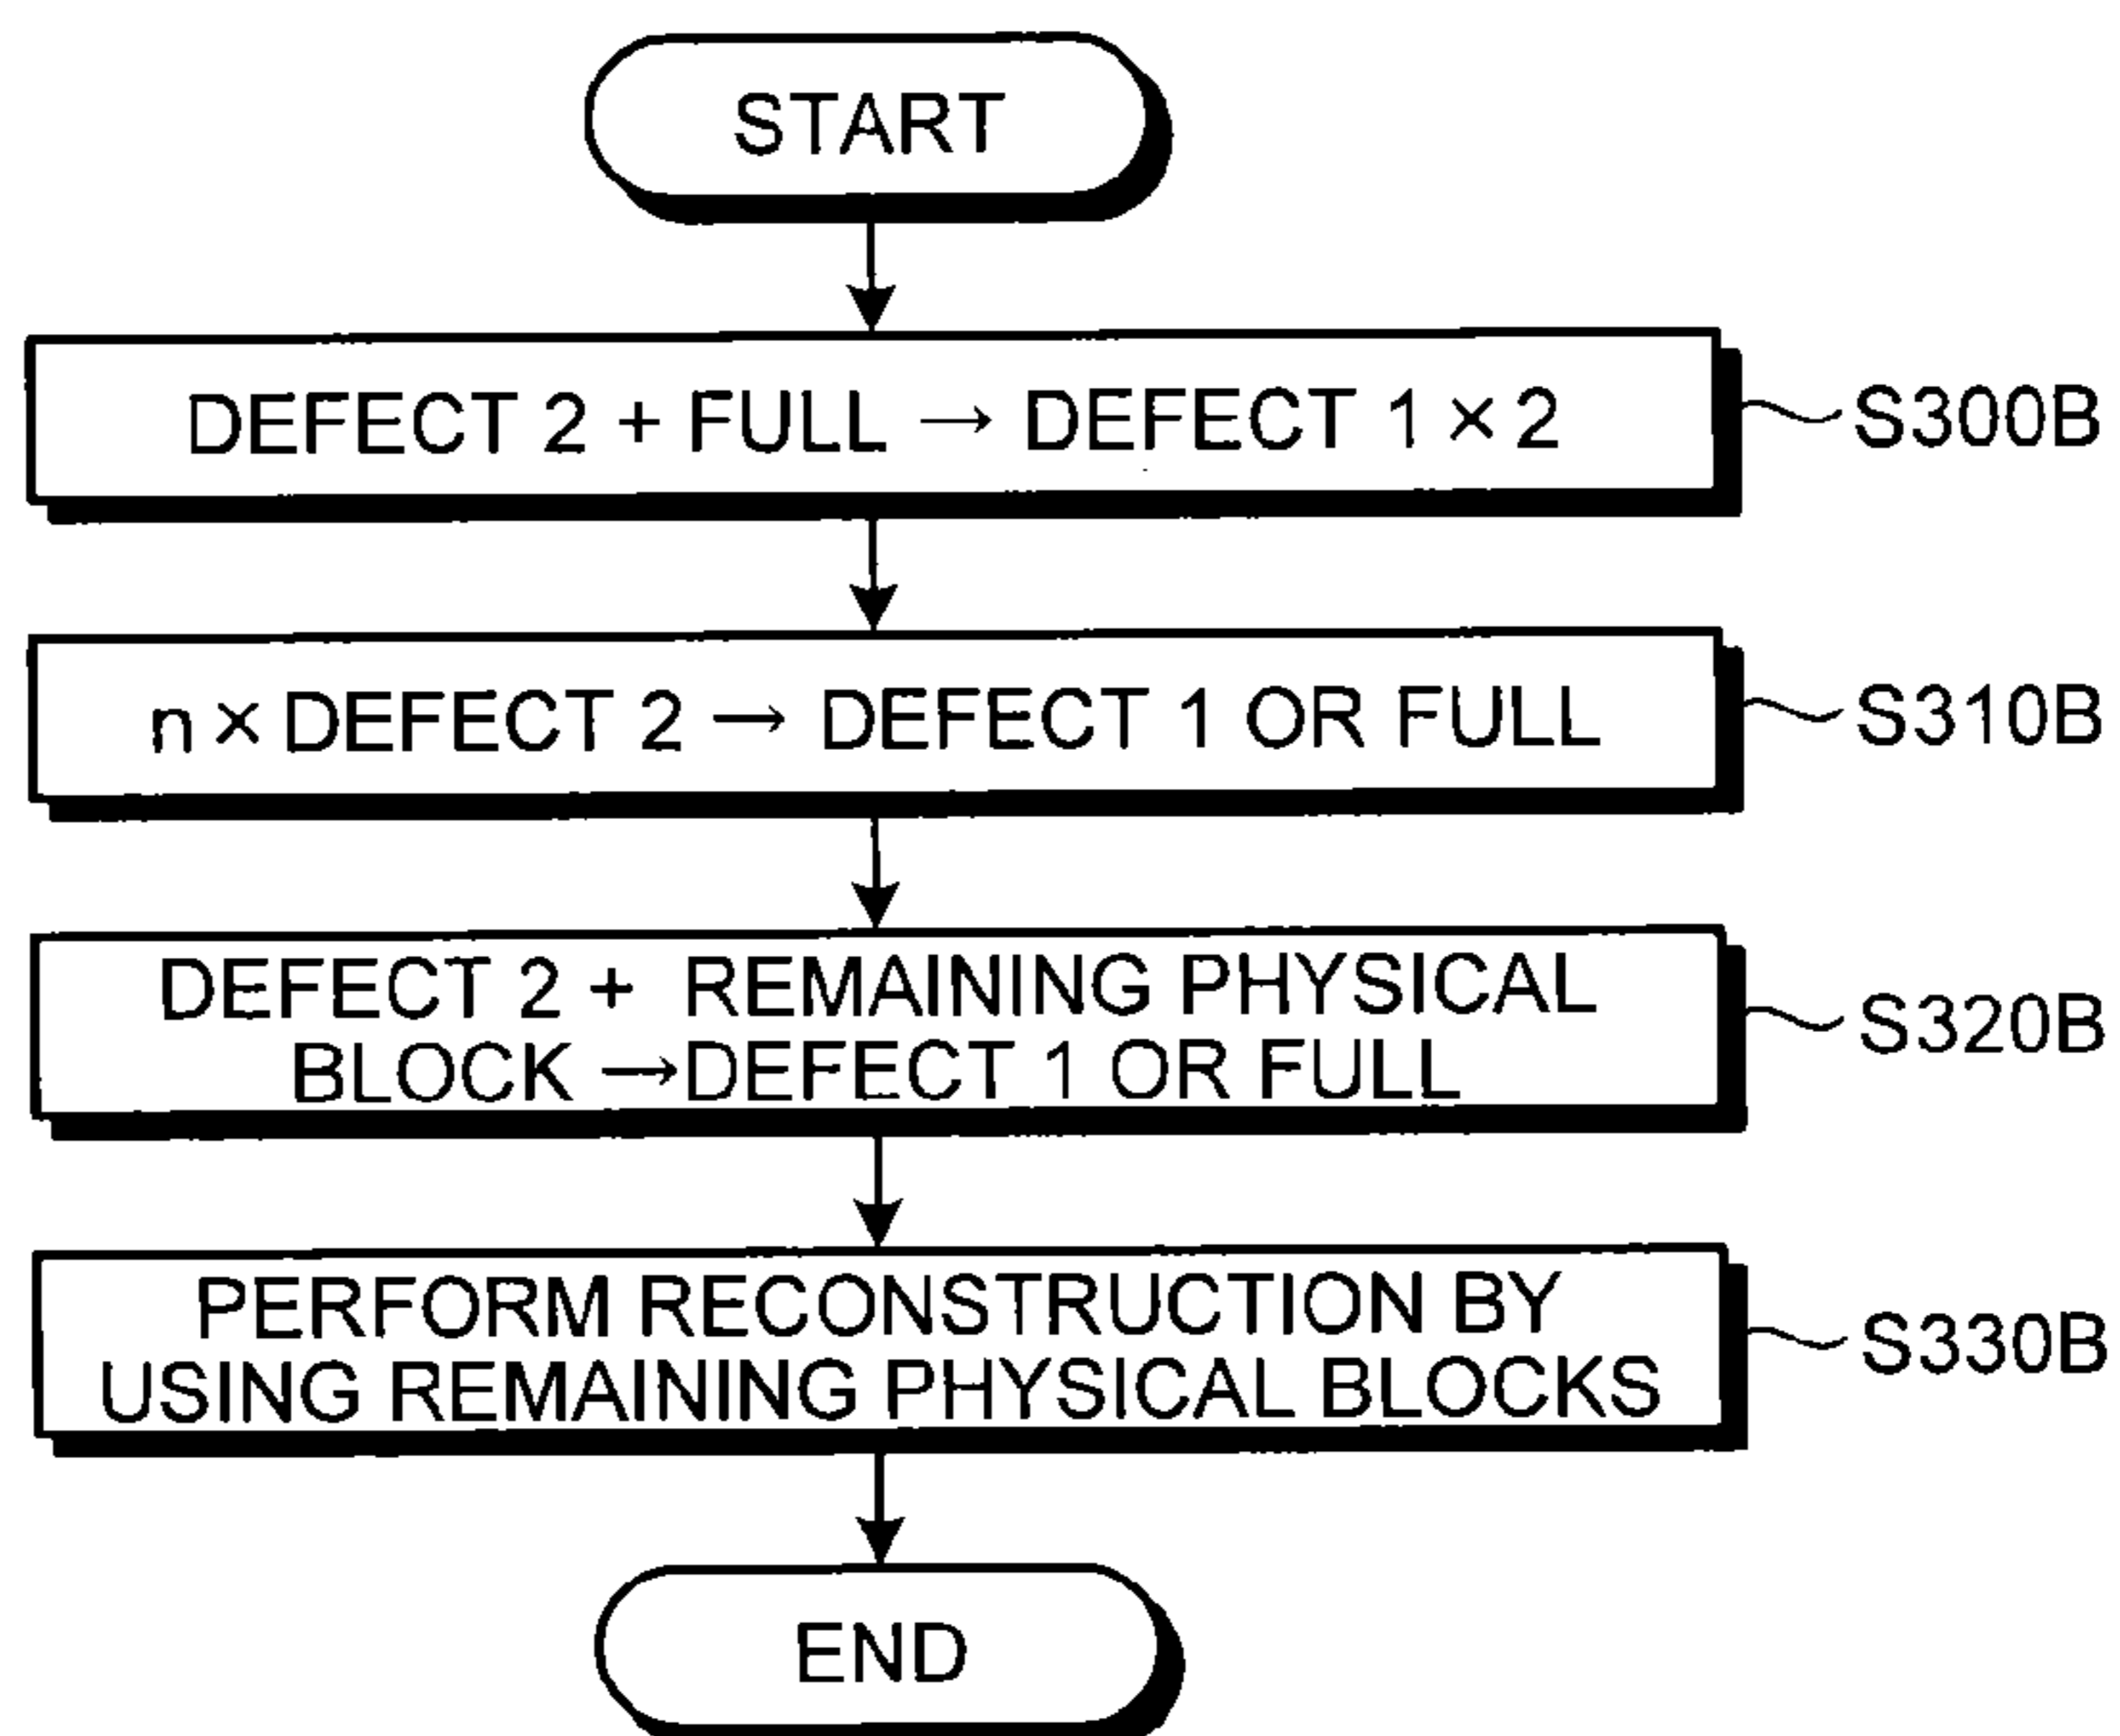 START
DEFECT 2 + FULL → DEFECT 1 × 2
S300B
n × DEFECT 2 → DEFECT 1 OR FULL
S310B
DEFECT 2 + REMAINING PHYSICAL
BLOCK →DEFECT 1 OR FULL
S320B
PERFORM RECONSTRUCTION BY
USING REMAINING PHYSICAL BLOCKS
S330B
END